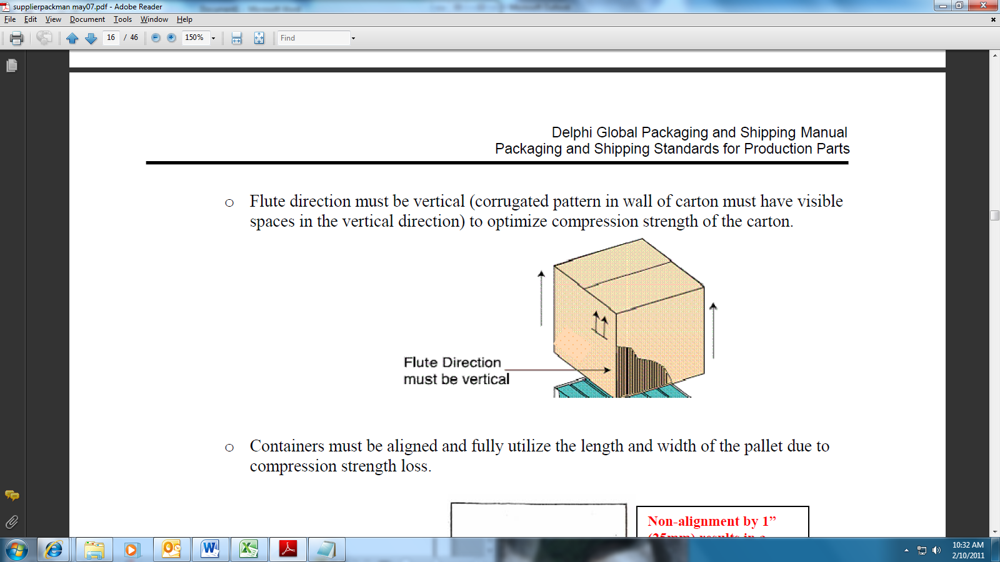 supplierpackman may07.pdf - Adobe Reader
File Edit View Document Tools Window Help
16 / 46 150% Find
Delphi Global Packaging and Shipping Manual
Packaging and Shipping Standards for Production Parts
o Flute direction must be vertical (corrugated pattern in wall of carton must have visible
spaces in the vertical direction) to optimize compression strength of the carton.
Flute Direction
must be vertical
o Containers must be aligned and fully utilize the length and width of the pallet due to
compression strength loss.
Non-alignment by 1”
(25mm) results in a
10:32 AM
2/10/2011